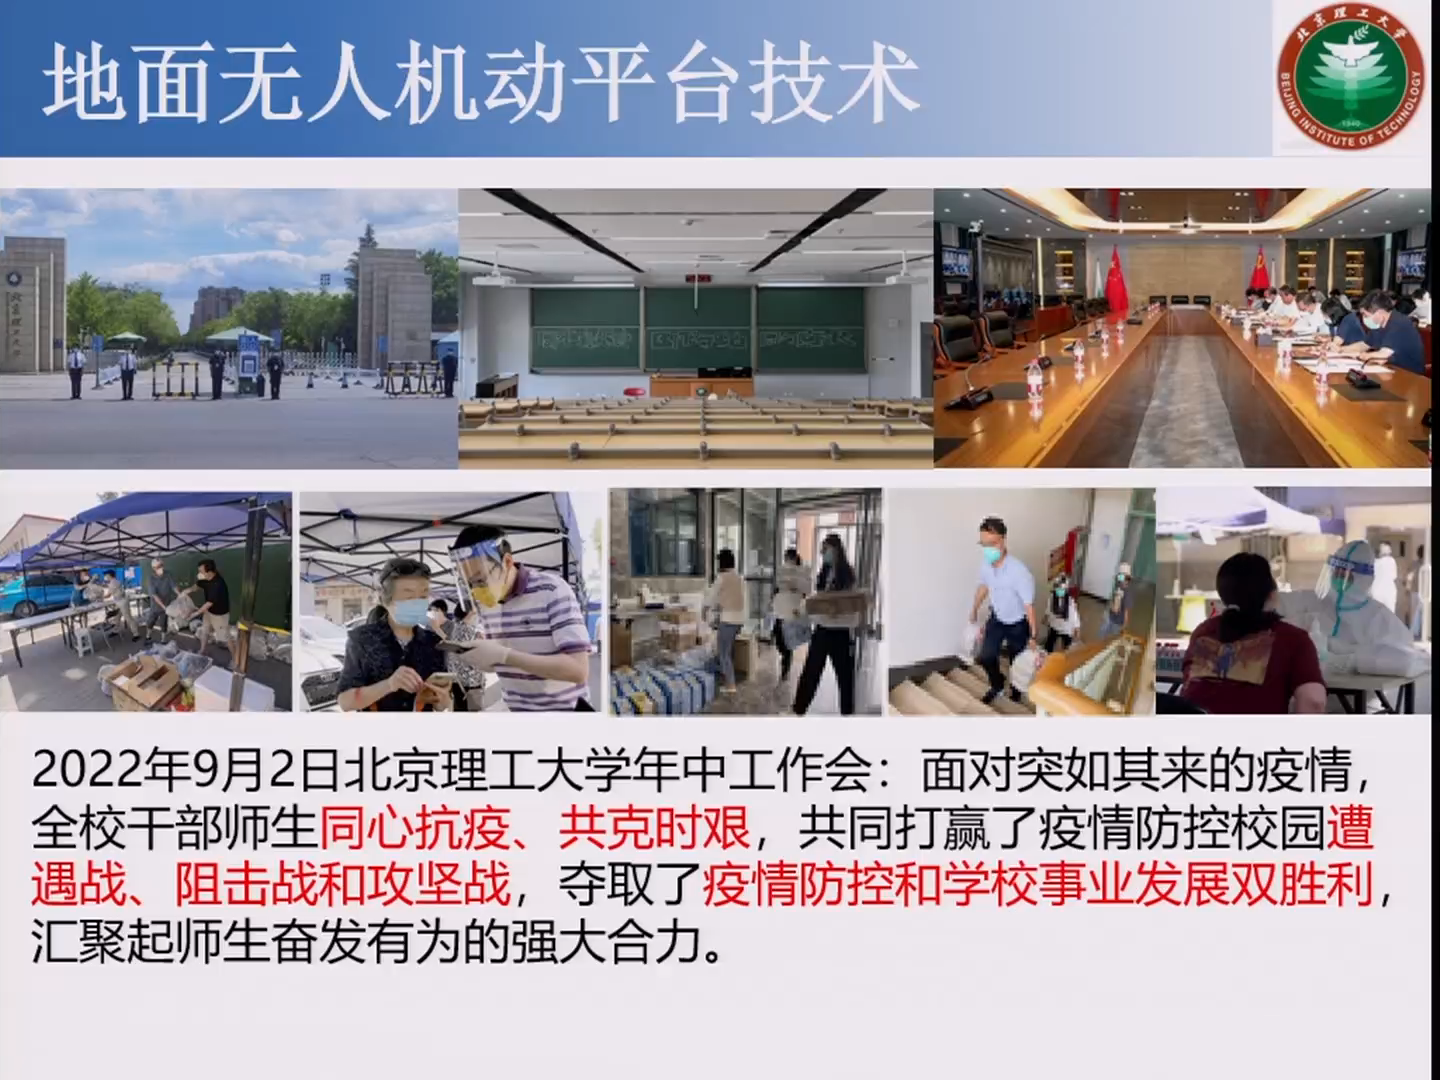 地面无人机动平台技术
北京理工大学
BEIJING INSTITUTE OF TECHNOLOGY
1940
北京理工大学
2022年9月2日北京理工大学年中工作会：面对突如其来的疫情，
全校干部师生同心抗疫、共克时艰，共同打赢了疫情防控校园遭
遇战、阻击战和攻坚战，夺取了疫情防控和学校事业发展双胜利，
汇聚起师生奋发有为的强大合力。